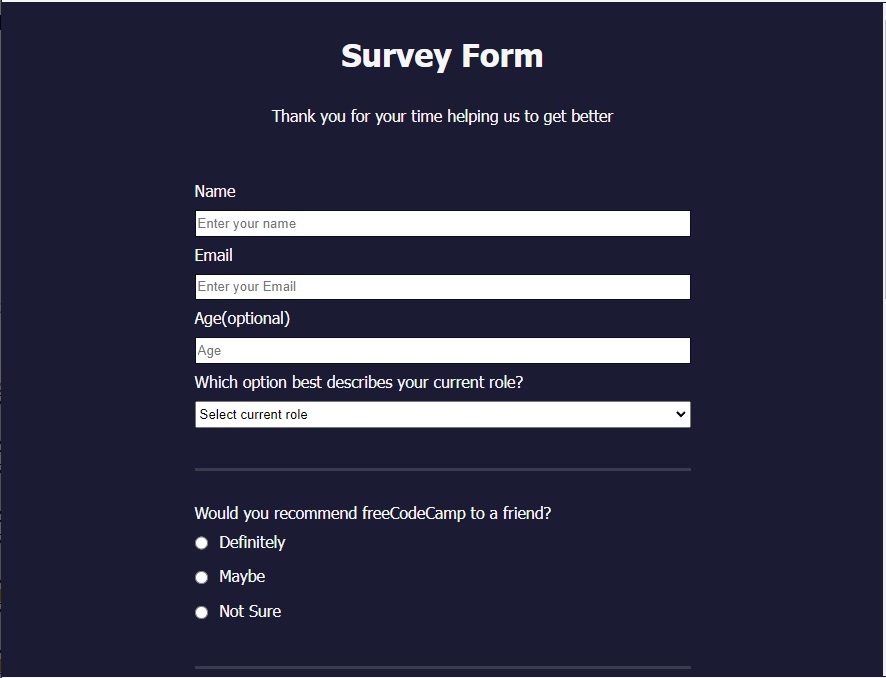 Survey Form
Thank you for your time helping us to get better
Name
Enter your name
Email
Enter your Email
Age(optional)
Age
Which option best describes your current role?
Select current role
Would you recommend freeCodeCamp to a friend?
Definitely
Maybe
Not Sure